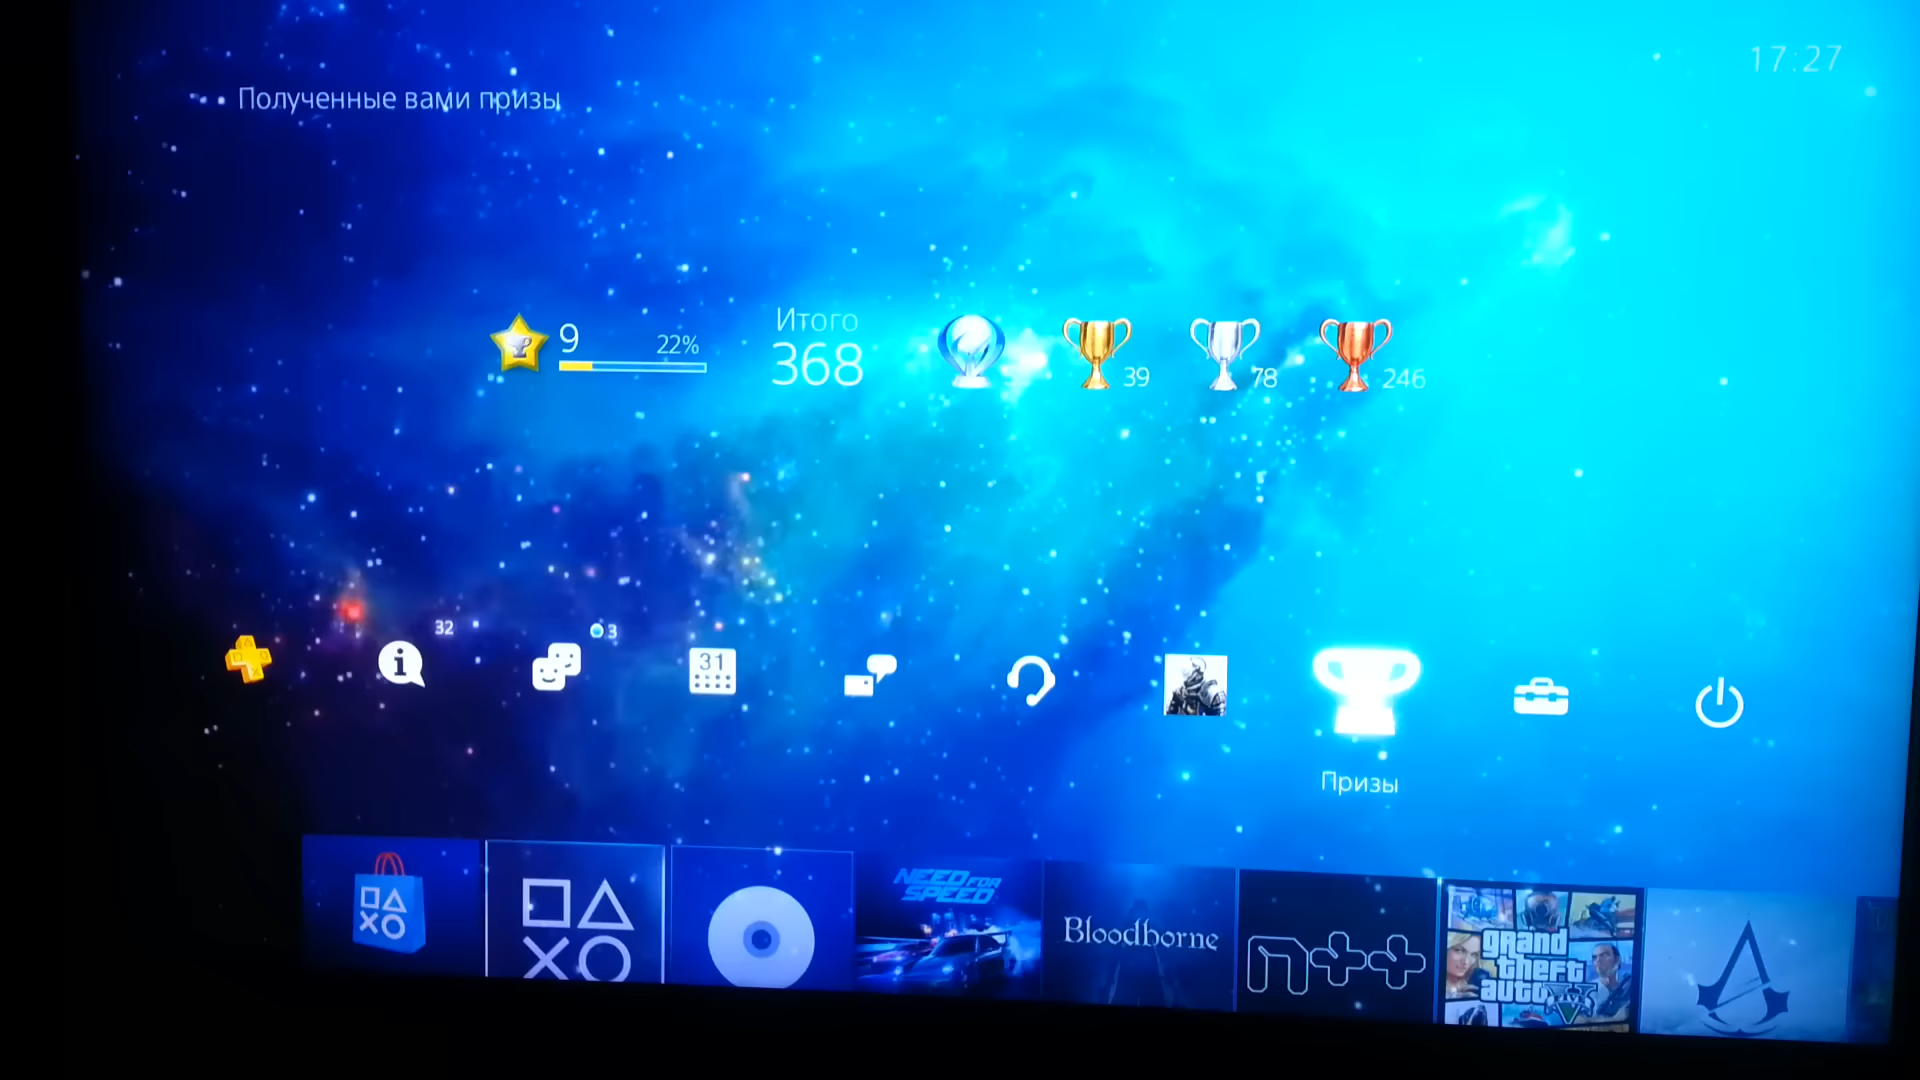 17:27
Полученные вами призы
9
22%
Итого
368
39
78
246
32
3
31
Призы
NEED FOR
SPEED
Bloodborne
n++
grand
theft
auto
V
FIVE